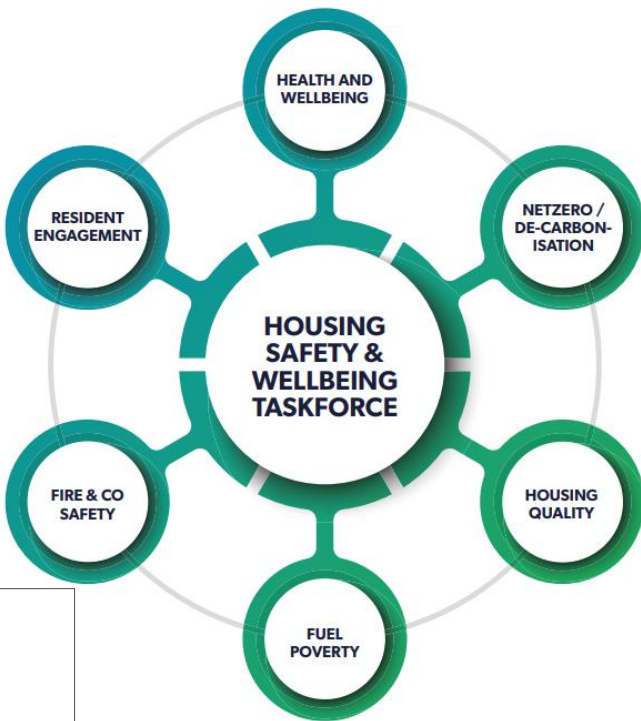 HEALTH AND
WELLBEING
RESIDENT
ENGAGEMENT
NETZERO /
DE-CARBON-
ISATION
HOUSING
SAFETY &
WELLBEING
TASKFORCE
FIRE & CO
SAFETY
HOUSING
QUALITY
FUEL
POVERTY